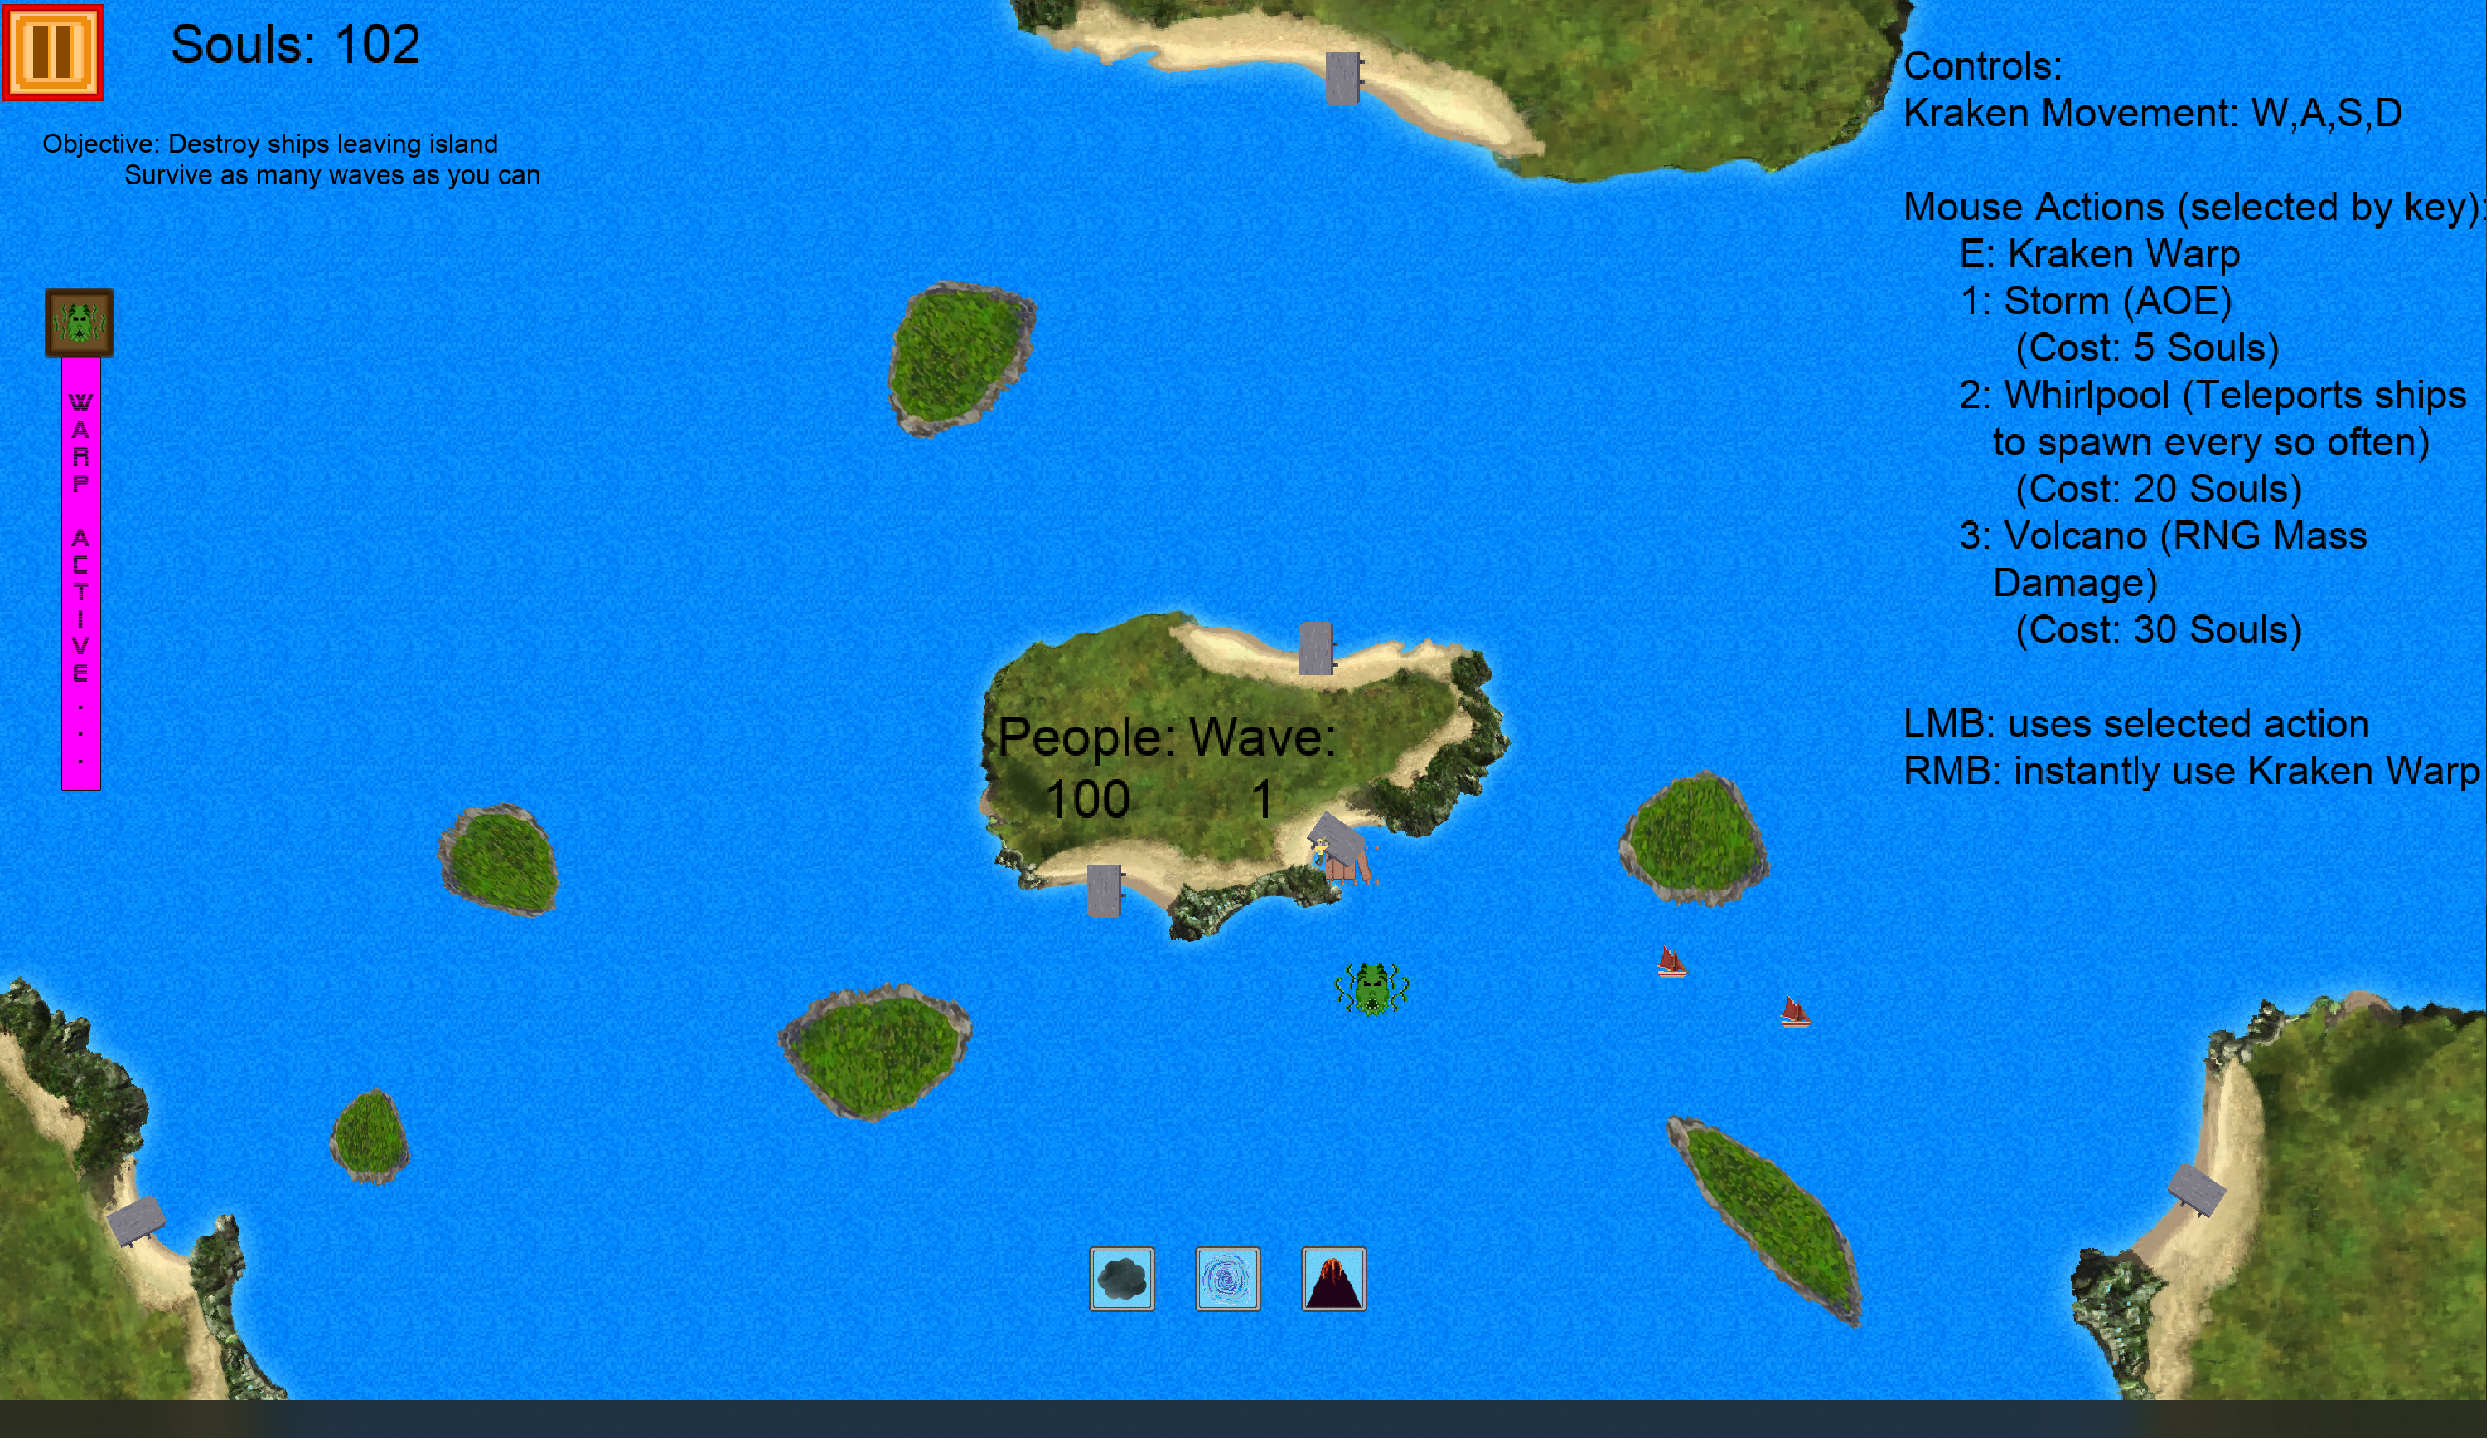 Souls: 102
Objective: Destroy ships leaving island
Survive as many waves as you can
WARP ACTIVE...
People: Wave:
100 1
Controls:
Kraken Movement: W,A,S,D
Mouse Actions (selected by key):
E: Kraken Warp
1: Storm (AOE)
(Cost: 5 Souls)
2: Whirlpool (Teleports ships
to spawn every so often)
(Cost: 20 Souls)
3: Volcano (RNG Mass
Damage)
(Cost: 30 Souls)
LMB: uses selected action
RMB: instantly use Kraken Warp